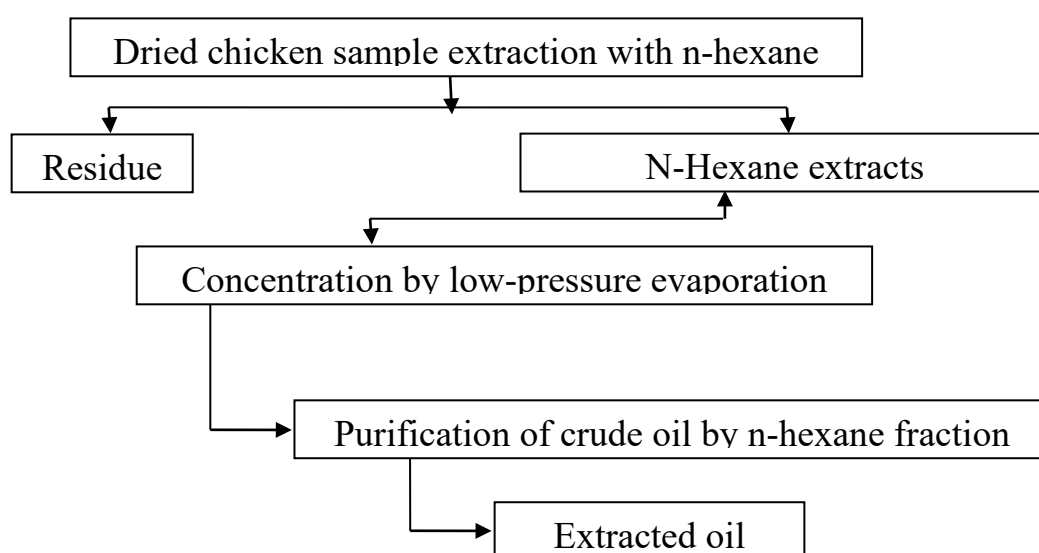 Dried chicken sample extraction with n-hexane
Residue
N-Hexane extracts
Concentration by low-pressure evaporation
Purification of crude oil by n-hexane fraction
Extracted oil